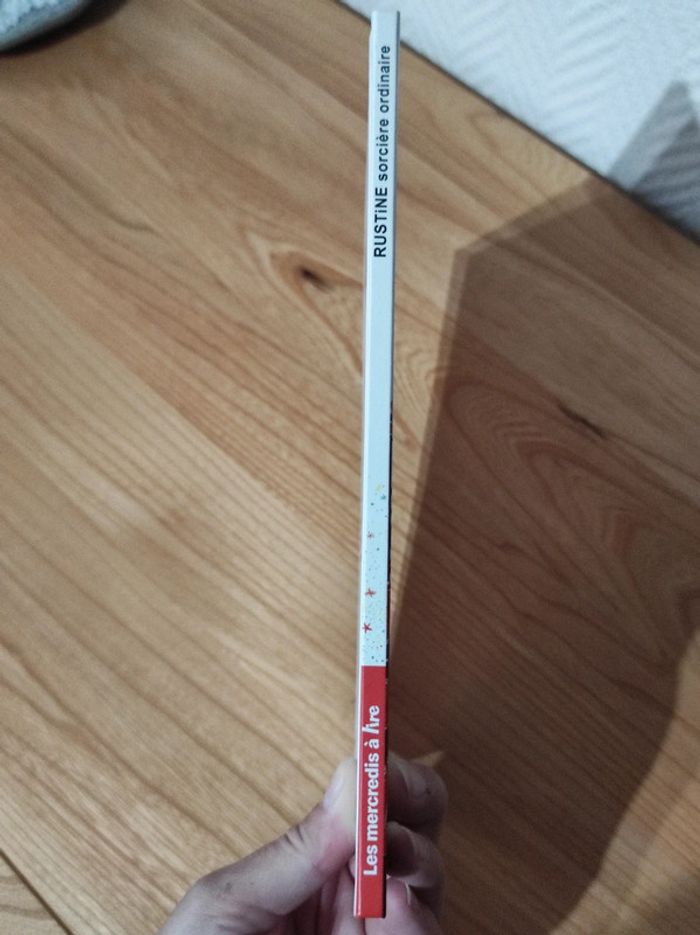 RUSTiNE sorcière ordinaire
Les mercredis à lire